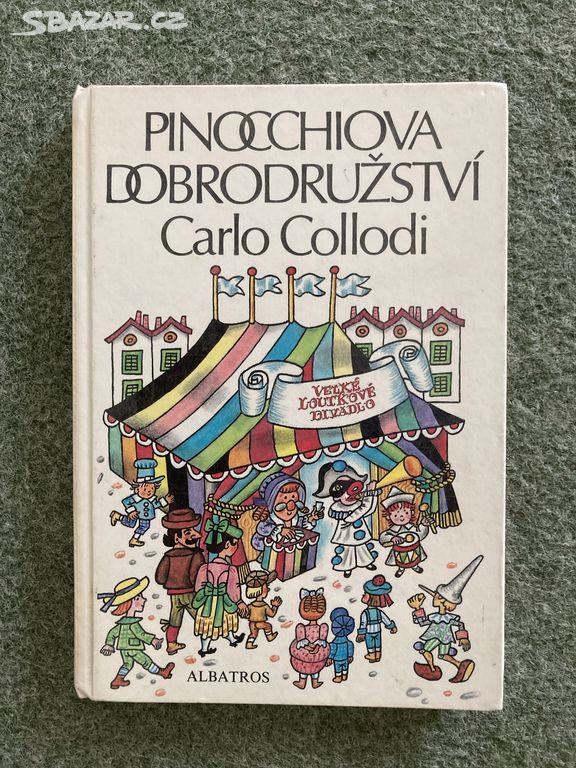 SBAZAR.CZ
PINOCCHIOVA
DOBRODRUŽSTVÍ
Carlo Collodi
VELKÉ
LOUTKOVÉ
DIVADLO
ALBATROS